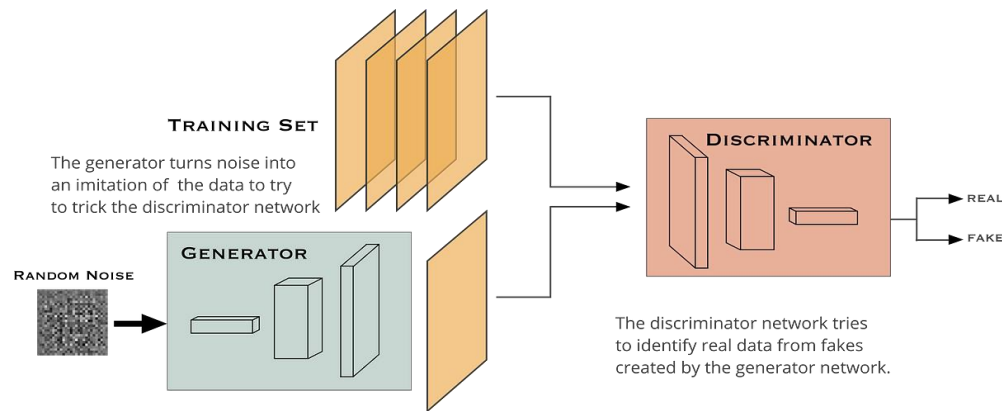 TRAINING SET
The generator turns noise into
an imitation of the data to try
to trick the discriminator network
GENERATOR
RANDOM NOISE
DISCRIMINATOR
REAL
FAKE
The discriminator network tries
to identify real data from fakes
created by the generator network.